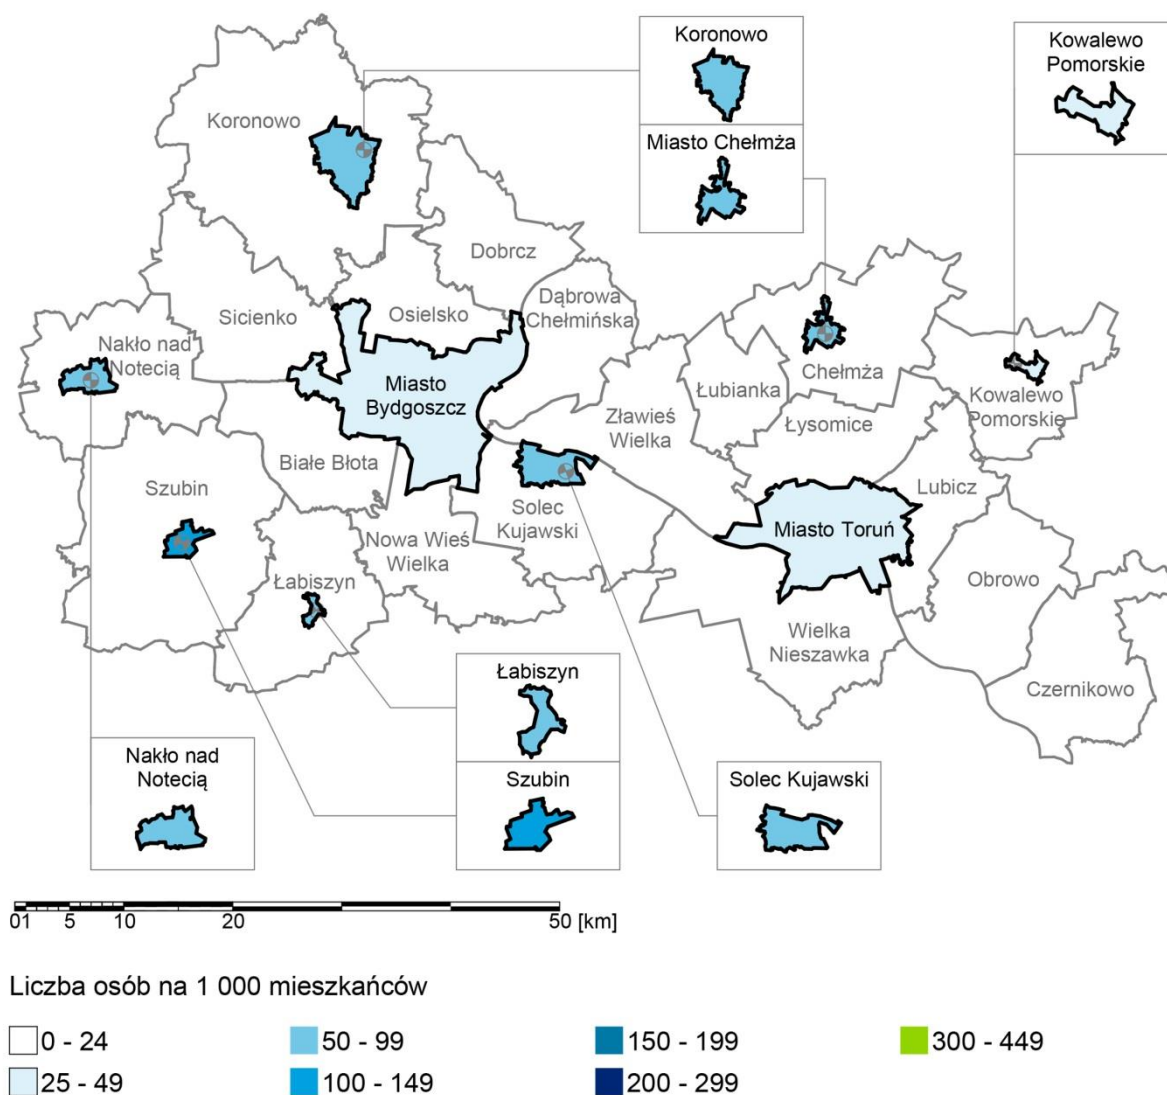 Koronowo
Kowalewo
Pomorskie
Miasto Chełmża
Koronowo
Dobrcz
Dąbrowa
Chełmińska
Sicienko
Osielsko
Nakło nad
Notecią
Miasto
Bydgoszcz
Łubianka
Chełmża
Kowalewo
Pomorskie
Zławieś
Wielka
Łysomice
Białe Błota
Szubin
Solec
Kujawski
Lubicz
Miasto Toruń
Nowa Wieś
Wielka
Łabiszyn
Obrowo
Wielka
Nieszawka
Czernikowo
Łabiszyn
Nakło nad
Notecią
Szubin
Solec Kujawski
01 5 10 20 50 [km]
Liczba osób na 1 000 mieszkańców
0 - 24
50 - 99
150 - 199
300 - 449
25 - 49
100 - 149
200 - 299